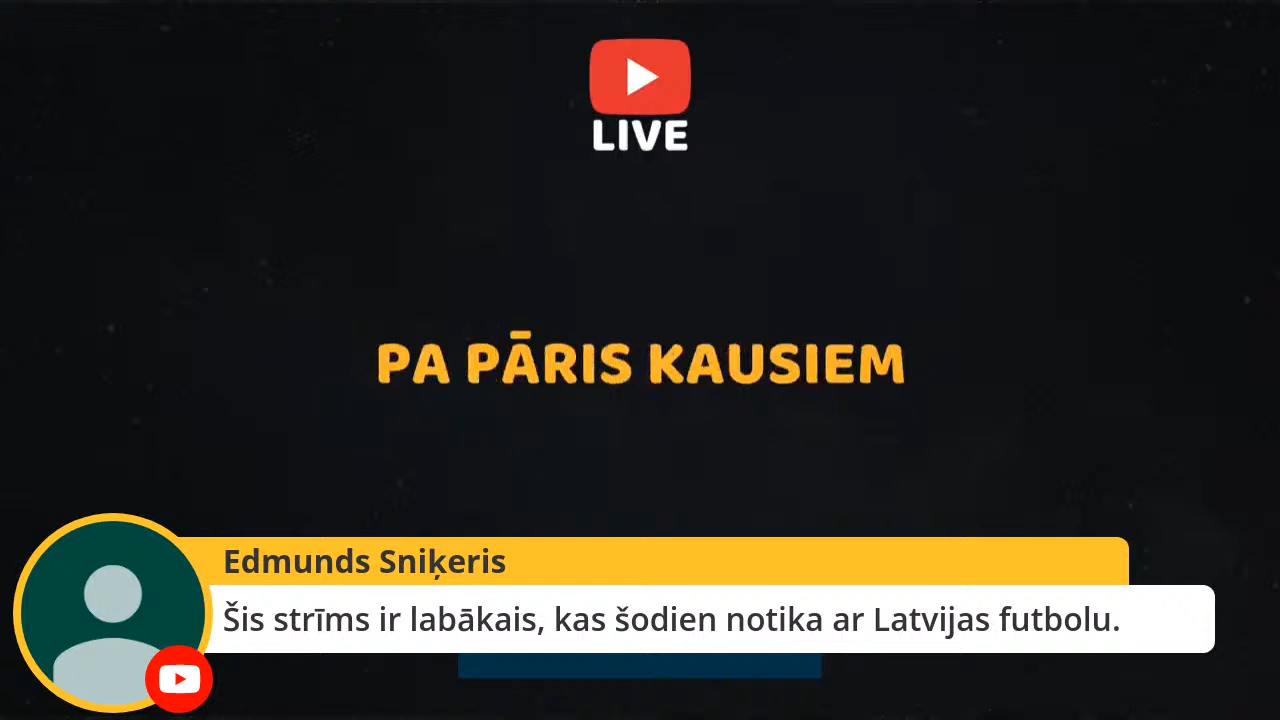 LIVE
PA PĀRIS KAUSIEM
Edmunds Sniķeris
Šis strīms ir labākais, kas šodien notika ar Latvijas futbolu.